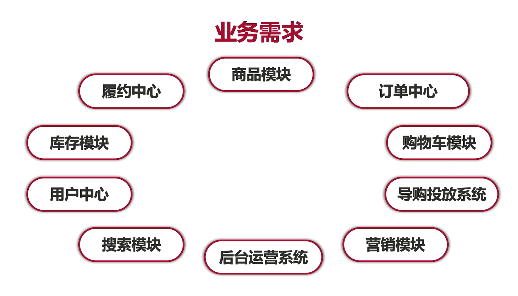 业务需求
商品模块
履约中心
订单中心
库存模块
购物车模块
用户中心
导购投放系统
搜索模块
营销模块
后台运营系统